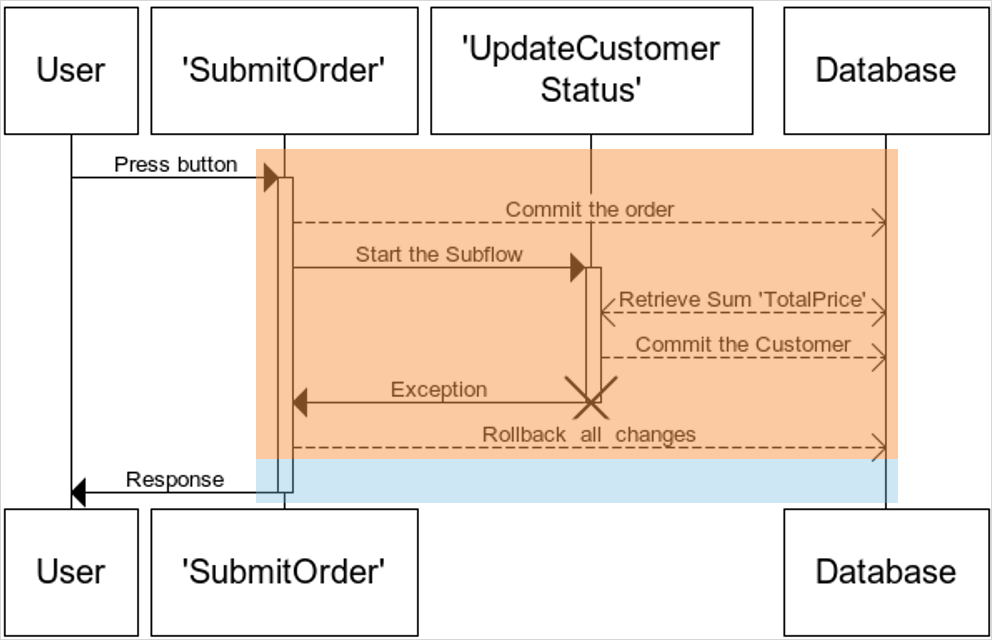 User
'SubmitOrder'
'UpdateCustomer
Status'
Database
Press button
Commit the order
Start the Subflow
Retrieve Sum 'TotalPrice'
Commit the Customer
Exception
Rollback all changes
Response
User
'SubmitOrder'
Database